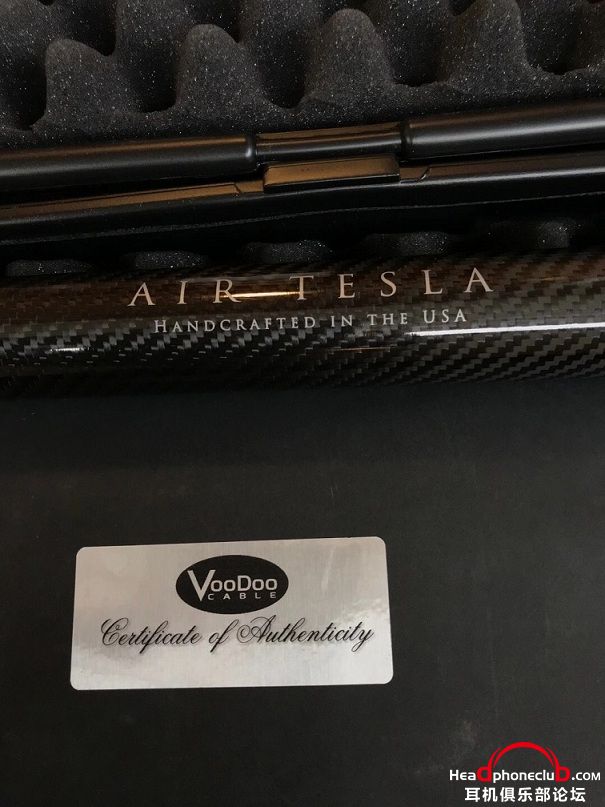 AIR TESLA
HANDCRAFTED IN THE USA
VOODOO
CABLE
Certificate of Authenticity
Headphoneclub.com
耳机俱乐部论坛